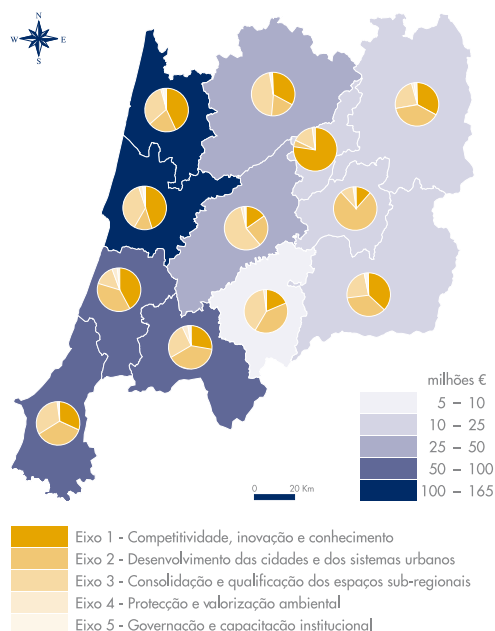 N
W E
S
milhões €
5 – 10
10 – 25
25 – 50
50 – 100
100 – 165
0 20 Km
Eixo 1 - Competitividade, inovação e conhecimento
Eixo 2 - Desenvolvimento das cidades e dos sistemas urbanos
Eixo 3 - Consolidação e qualificação dos espaços sub-regionais
Eixo 4 - Protecção e valorização ambiental
Eixo 5 - Governação e capacitação institucional